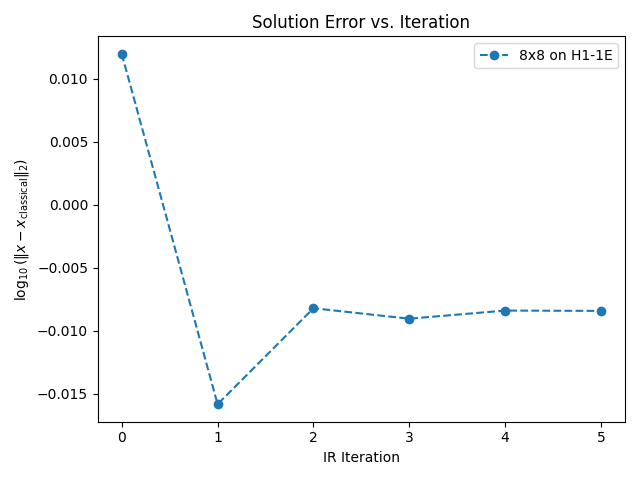 Solution Error vs. Iteration
8x8 on H1-1E
log₁₀ (‖x − x_classical‖₂)
0.010
0.005
0.000
−0.005
−0.010
−0.015
0 1 2 3 4 5
IR Iteration